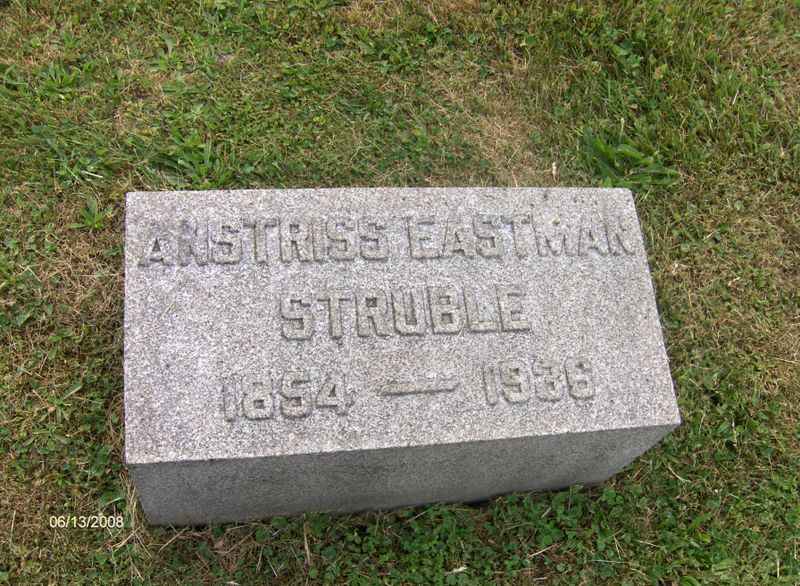 ANSTRISS EASTMAN
STRUBLE
1854 — 1936
06/13/2008